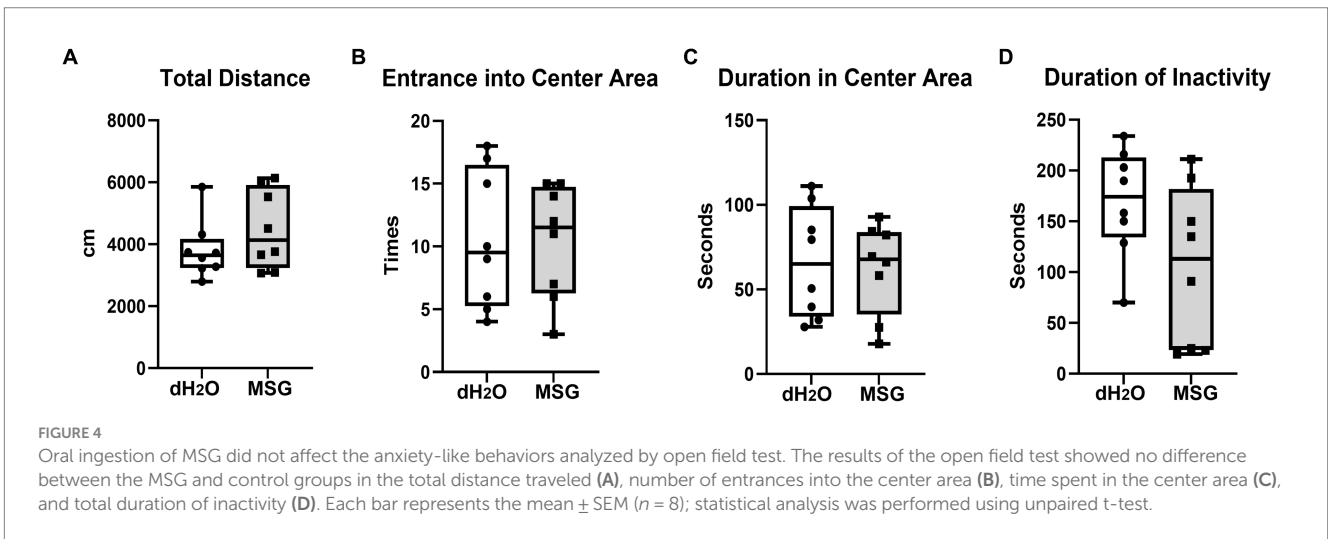 A
Total Distance
cm
8000
6000
4000
2000
0
dH2O MSG
B
Entrance into Center Area
Times
20
15
10
5
0
dH2O MSG
C
Duration in Center Area
Seconds
150
100
50
0
dH2O MSG
D
Duration of Inactivity
Seconds
250
200
150
100
50
0
dH2O MSG
FIGURE 4
Oral ingestion of MSG did not affect the anxiety-like behaviors analyzed by open field test. The results of the open field test showed no difference
between the MSG and control groups in the total distance traveled (A), number of entrances into the center area (B), time spent in the center area (C),
and total duration of inactivity (D). Each bar represents the mean ± SEM (n = 8); statistical analysis was performed using unpaired t-test.